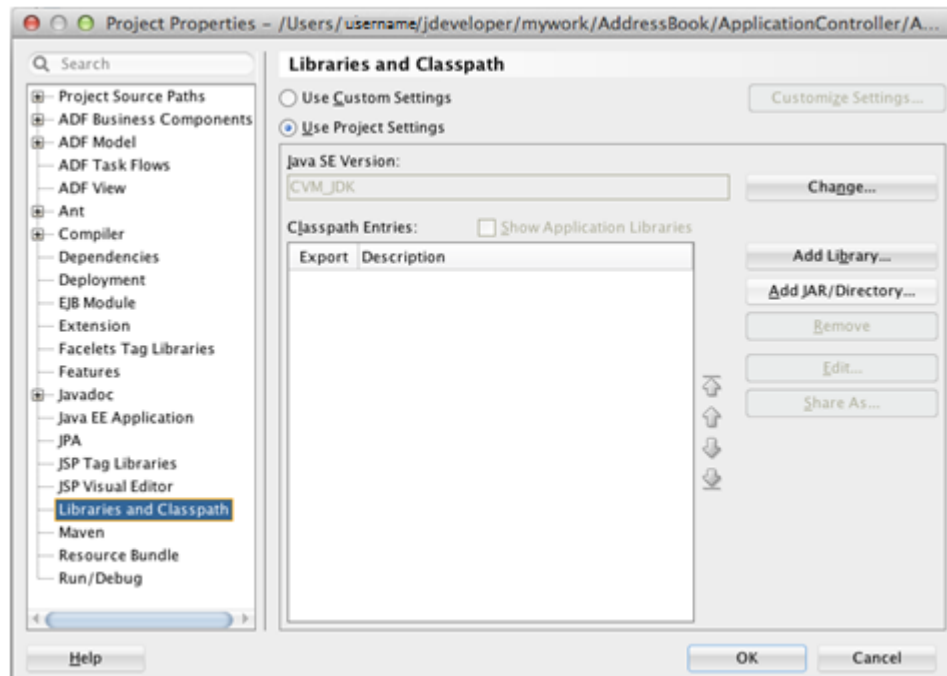 Project Properties - /Users/username/jdeveloper/mywork/AddressBook/ApplicationController/A...
Search
Project Source Paths
ADF Business Components
ADF Model
ADF Task Flows
ADF View
Ant
Compiler
Dependencies
Deployment
EJB Module
Extension
Facelets Tag Libraries
Features
Javadoc
Java EE Application
JPA
JSP Tag Libraries
JSP Visual Editor
Libraries and Classpath
Maven
Resource Bundle
Run/Debug
Libraries and Classpath
Use Custom Settings
Customize Settings...
Use Project Settings
Java SE Version:
CVM_JDK
Change...
Classpath Entries:
Show Application Libraries
Export Description
Add Library...
Add JAR/Directory...
Remove
Edit...
Share As...
Help
OK
Cancel